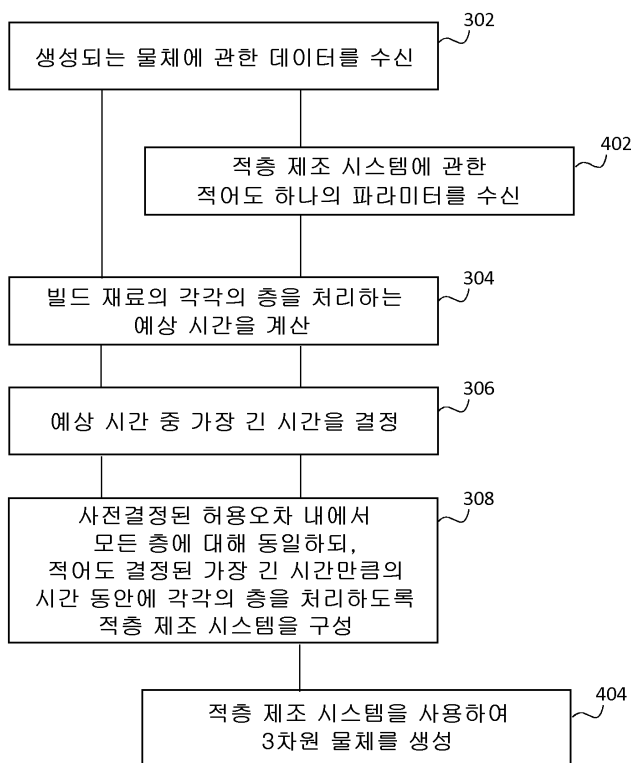 302
생성되는 물체에 관한 데이터를 수신
402
적층 제조 시스템에 관한
적어도 하나의 파라미터를 수신
304
빌드 재료의 각각의 층을 처리하는
예상 시간을 계산
306
예상 시간 중 가장 긴 시간을 결정
308
사전결정된 허용오차 내에서
모든 층에 대해 동일하되,
적어도 결정된 가장 긴 시간만큼의
시간 동안에 각각의 층을 처리하도록
적층 제조 시스템을 구성
404
적층 제조 시스템을 사용하여
3차원 물체를 생성